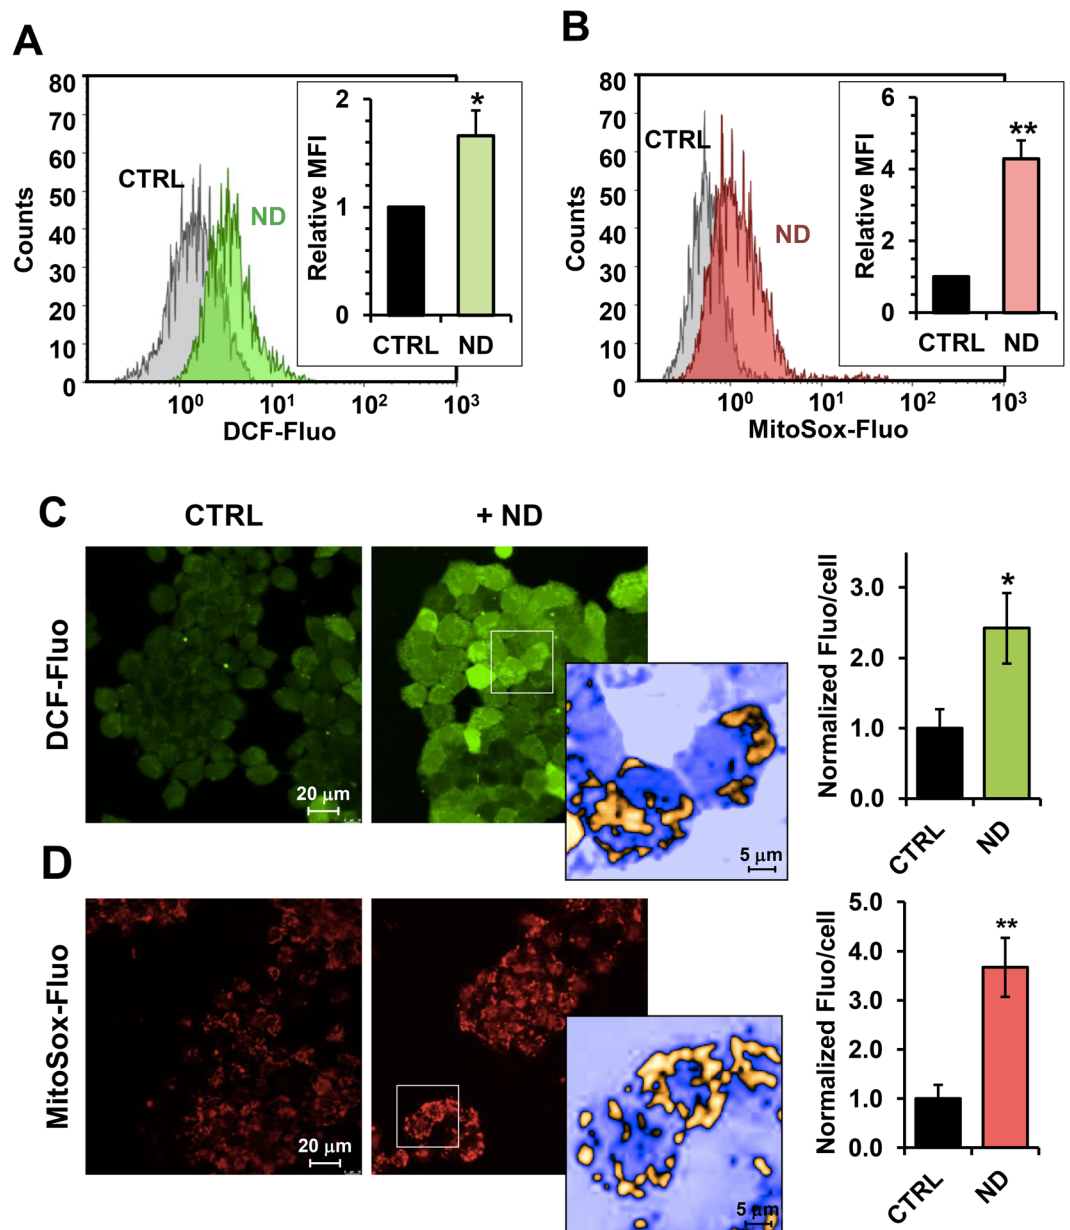 A
80
70
60
50
40
30
20
10
0
Counts
CTRL
ND
10⁰
10¹
10²
10³
DCF-Fluo
2
1
0
Relative MFI
*
CTRL
ND
B
80
70
60
50
40
30
20
10
0
Counts
CTRL
ND
10⁰
10¹
10²
10³
MitoSox-Fluo
6
4
2
0
Relative MFI
**
CTRL
ND
C
CTRL
+ ND
DCF-Fluo
20 μm
5 μm
Normalized Fluo/cell
3.0
2.0
1.0
0.0
*
CTRL
ND
D
MitoSox-Fluo
20 μm
5 μm
Normalized Fluo/cell
5.0
4.0
3.0
2.0
1.0
0.0
**
CTRL
ND